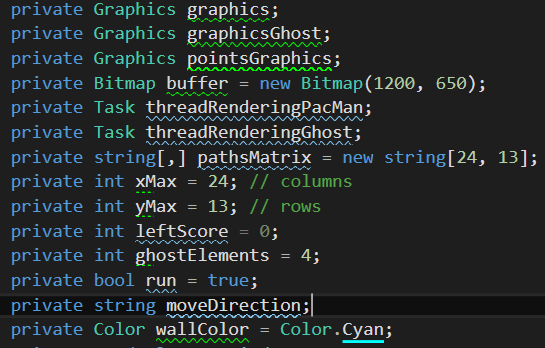 private Graphics graphics;
private Graphics graphicsGhost;
private Graphics pointsGraphics;
private Bitmap buffer = new Bitmap(1200, 650);
private Task threadRenderingPacMan;
private Task threadRenderingGhost;
private string[,] pathsMatrix = new string[24, 13];
private int xMax = 24; // columns
private int yMax = 13; // rows
private int leftScore = 0;
private int ghostElements = 4;
private bool run = true;
private string moveDirection;
private Color wallColor = Color.Cyan;